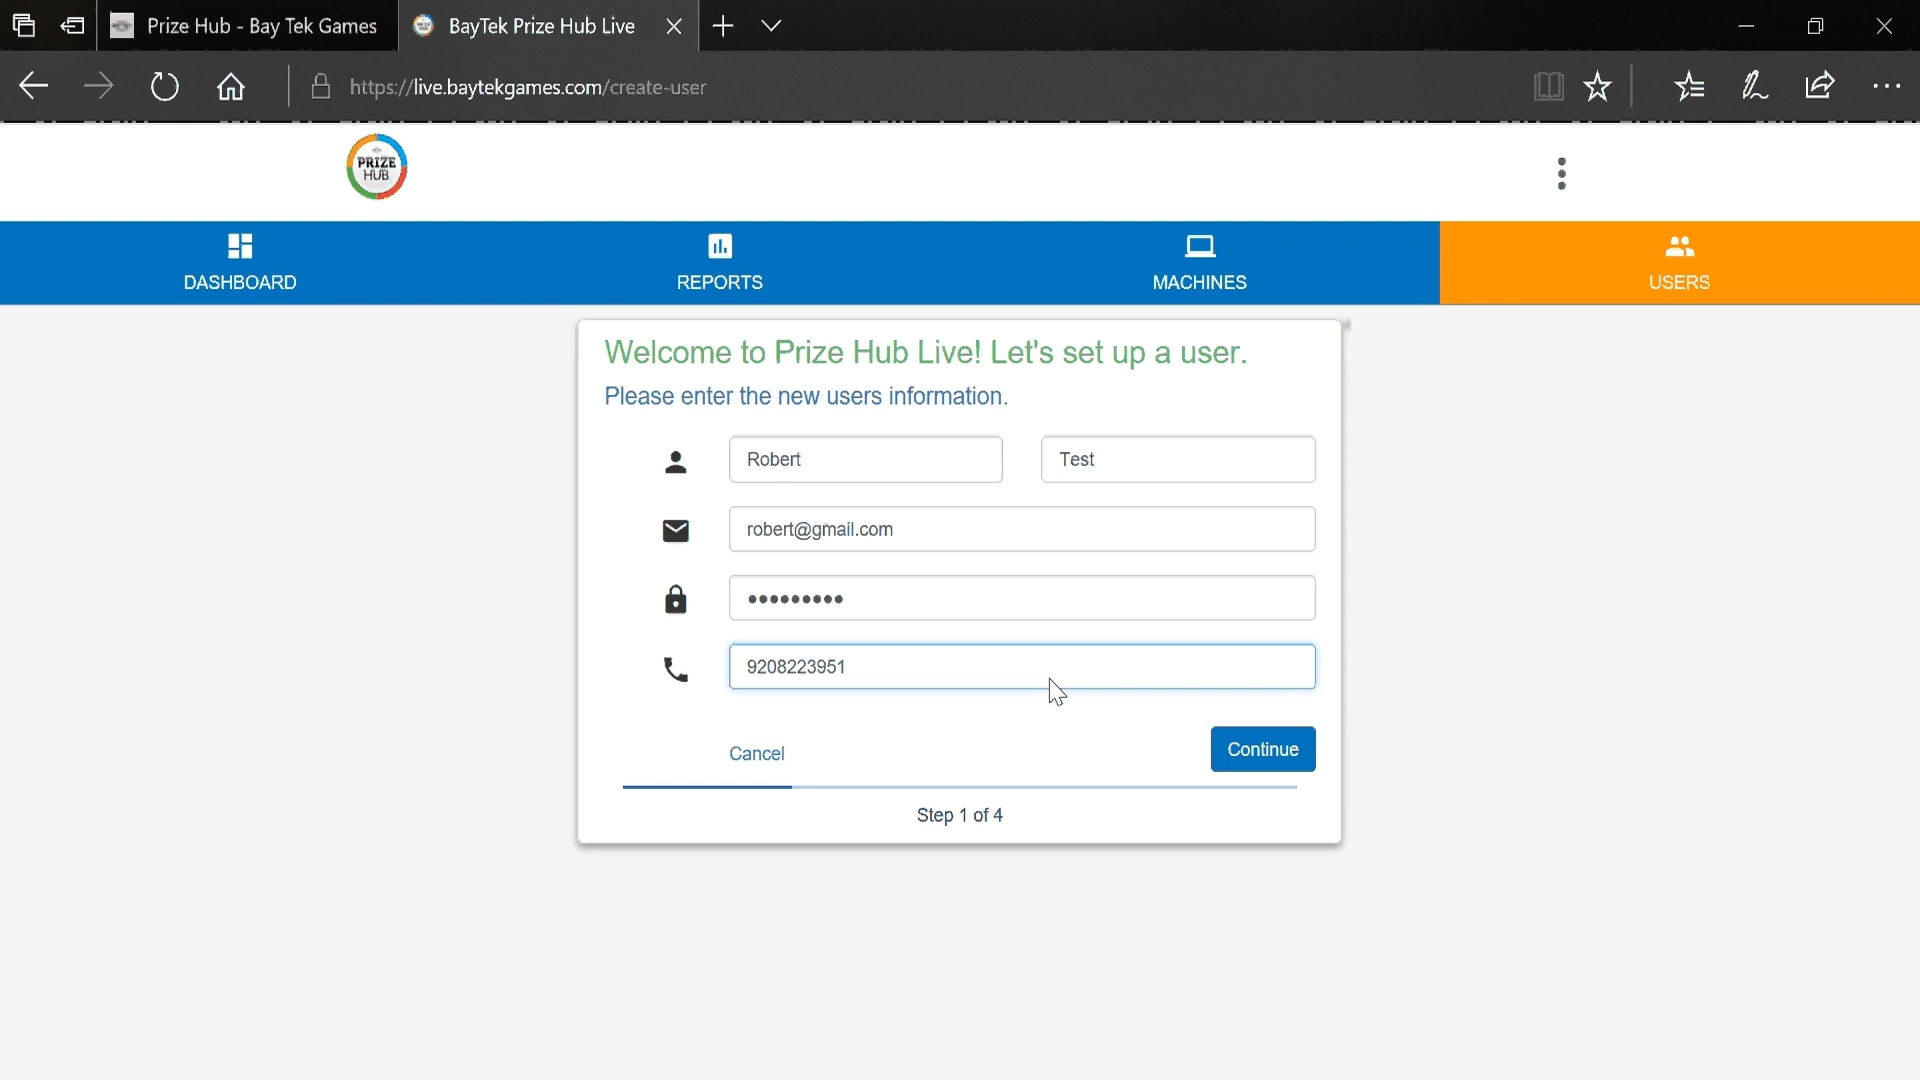 Prize Hub - Bay Tek Games
BayTek Prize Hub Live
https://live.baytekgames.com/create-user
PRIZE
HUB
DASHBOARD
REPORTS
MACHINES
USERS
Welcome to Prize Hub Live! Let's set up a user.
Please enter the new users information.
Robert
Test
robert@gmail.com
•••••••••
9208223951
Cancel
Continue
Step 1 of 4